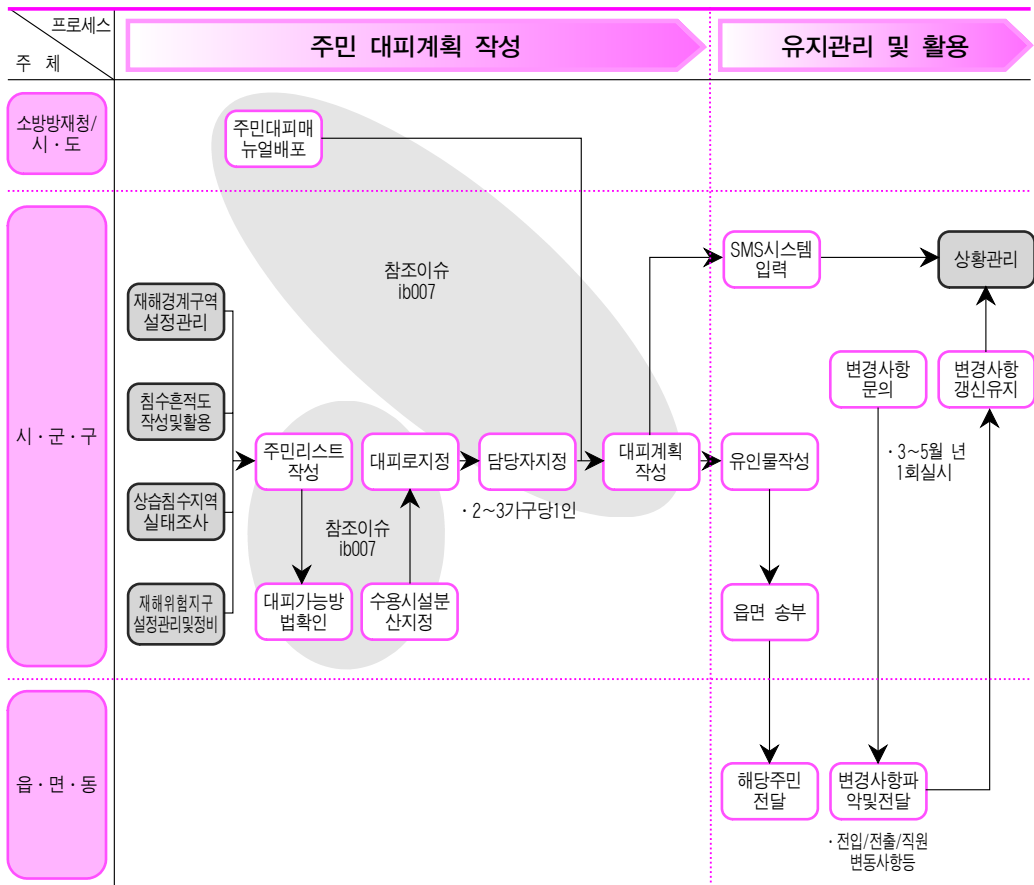 프로세스
주 체
주민 대피계획 작성
유지관리 및 활용
소방방재청/
시 · 도
주민대피매
뉴얼배포
시 · 군 · 구
참조이슈
ib007
SMS시스템
입력
상황관리
재해경계구역
설정관리
침수흔적도
작성및활용
상습침수지역
실태조사
재해위험지구
설정관리및정비
주민리스트
작성
대피로지정
담당자지정
· 2~3가구당1인
대피계획
작성
유인물작성
변경사항
문의
· 3~5월 년
1회실시
변경사항
갱신유지
참조이슈
ib007
대피가능방
법확인
수용시설분
산지정
읍면 송부
읍 · 면 · 동
해당주민
전달
변경사항파
악및전달
· 전입/전출/직원
변동사항등